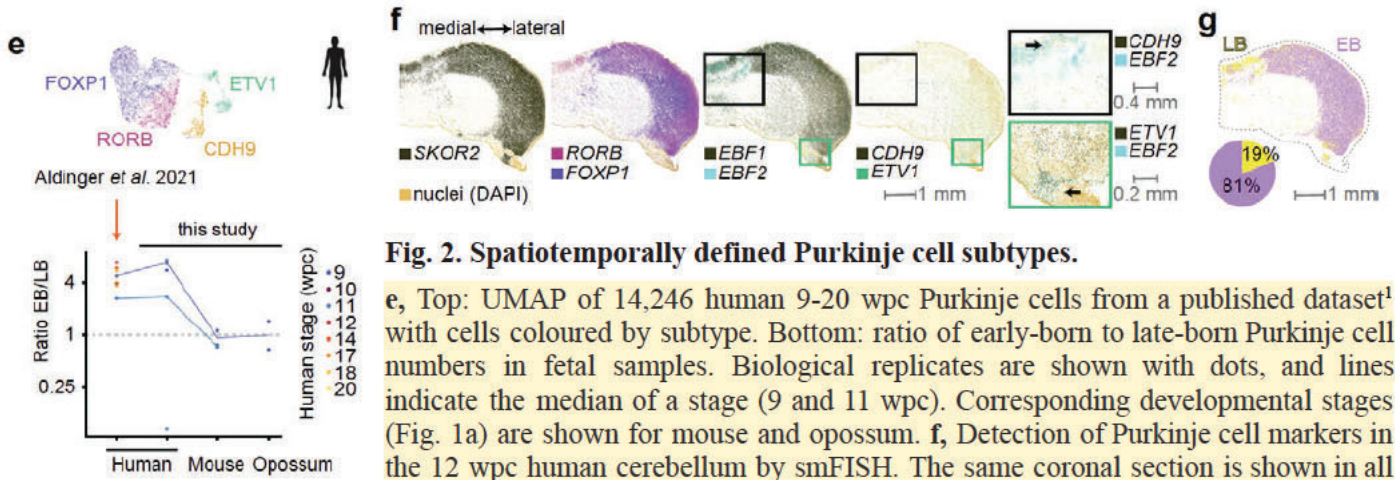 e
FOXP1
ETV1
RORB
CDH9
Aldinger et al. 2021
this study
Ratio EB/LB
4
1
0.25
Human Mouse Opossum
Human stage (wpc)
9
10
11
12
14
17
18
20
f
medial lateral
SKOR2
nuclei (DAPI)
RORB
FOXP1
EBF1
EBF2
CDH9
ETV1
1 mm
CDH9
EBF2
0.4 mm
ETV1
EBF2
0.2 mm
g
LB EB
19%
81%
1 mm
Fig. 2. Spatiotemporally defined Purkinje cell subtypes.
e, Top: UMAP of 14,246 human 9-20 wpc Purkinje cells from a published dataset¹
with cells coloured by subtype. Bottom: ratio of early-born to late-born Purkinje cell
numbers in fetal samples. Biological replicates are shown with dots, and lines
indicate the median of a stage (9 and 11 wpc). Corresponding developmental stages
(Fig. 1a) are shown for mouse and opossum. f, Detection of Purkinje cell markers in
the 12 wpc human cerebellum by smFISH. The same coronal section is shown in all